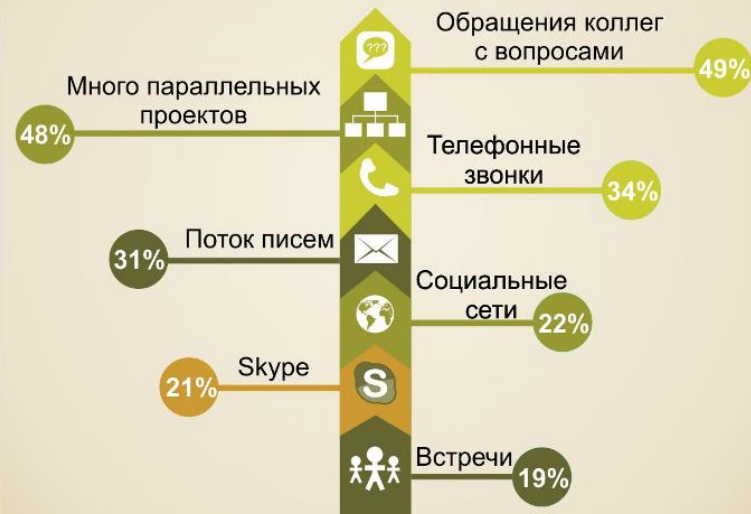 ???
Обращения коллег
с вопросами
49%
Много параллельных
проектов
48%
Телефонные
звонки
34%
Поток писем
31%
Социальные
сети
22%
Skype
21%
S
Встречи
19%